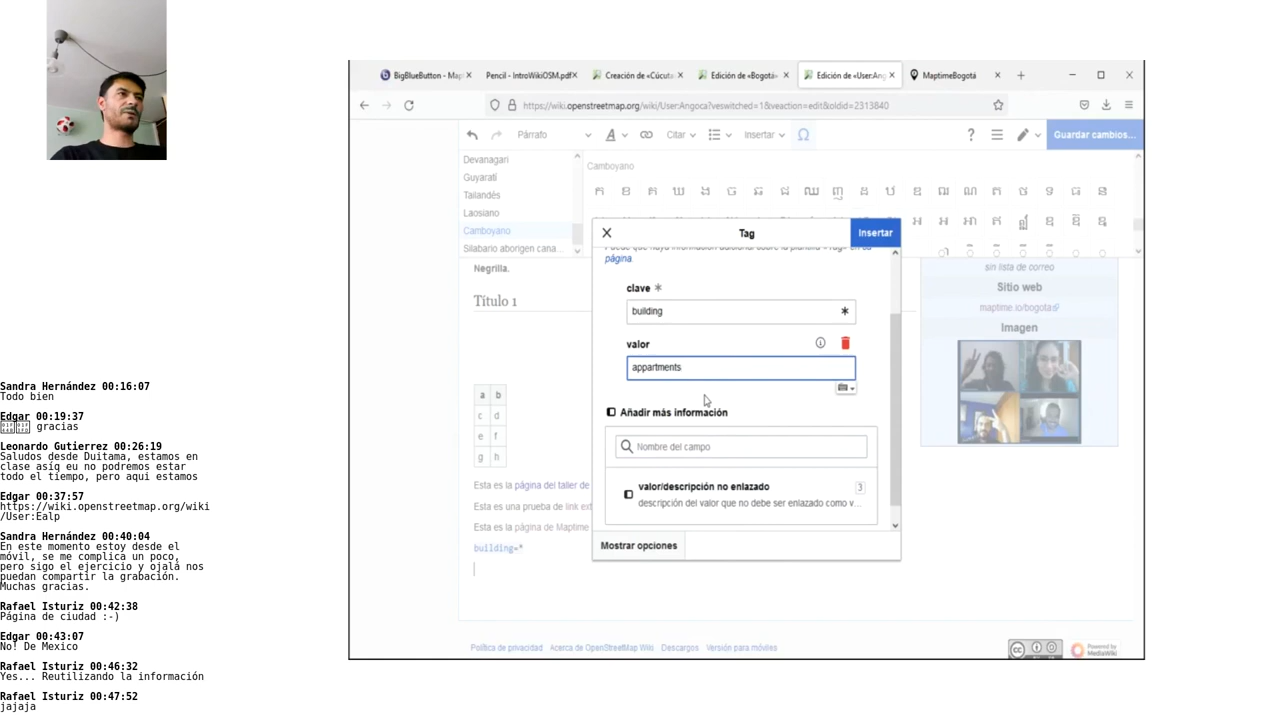 BigBlueButton - Map
Pencil - IntroWikiOSM.pdf
Creación de «Cúcuta
Edición de «Bogotá»
Edición de «User:Ang
MaptimeBogotá
https://wiki.openstreetmap.org/wiki/User:Angoca?veswitched=1&veaction=edit&oldid=2313840
Párrafo
A
Citar
Insertar
Ω
?
Guardar cambios...
Devanagari
Guyaratí
Tailandés
Laosiano
Camboyano
Silabario aborigen cana...
Camboyano
Tag
Insertar
página.
clave *
building
*
valor
appartments
Añadir más información
Nombre del campo
valor/descripción no enlazado
3
descripción del valor que no debe ser enlazado como v...
Mostrar opciones
Negrilla.
Título 1
a b
c d
e f
g h
Esta es la página del taller de
Esta es una prueba de link ext
Esta es la página de Maptime
building=*
sin lista de correo
Sitio web
maptime.io/bogota
Imagen
Política de privacidad Acerca de OpenStreetMap Wiki Descargos Versión para móviles
cc
Powered by
MediaWiki
Sandra Hernández 00:16:07
Todo bien
Edgar 00:19:37
gracias
Leonardo Gutierrez 00:26:19
Saludos desde Duitama, estamos en
clase asíg eu no podremos estar
todo el tiempo, pero aqui estamos
Edgar 00:37:57
https://wiki.openstreetmap.org/wiki
/User:Ealp
Sandra Hernández 00:40:04
En este momento estoy desde el
móvil, se me complica un poco,
pero sigo el ejercicio y ojalá nos
puedan compartir la grabación.
Muchas gracias.
Rafael Isturiz 00:42:38
Página de ciudad :-)
Edgar 00:43:07
No! De Mexico
Rafael Isturiz 00:46:32
Yes... Reutilizando la información
Rafael Isturiz 00:47:52
jajaja